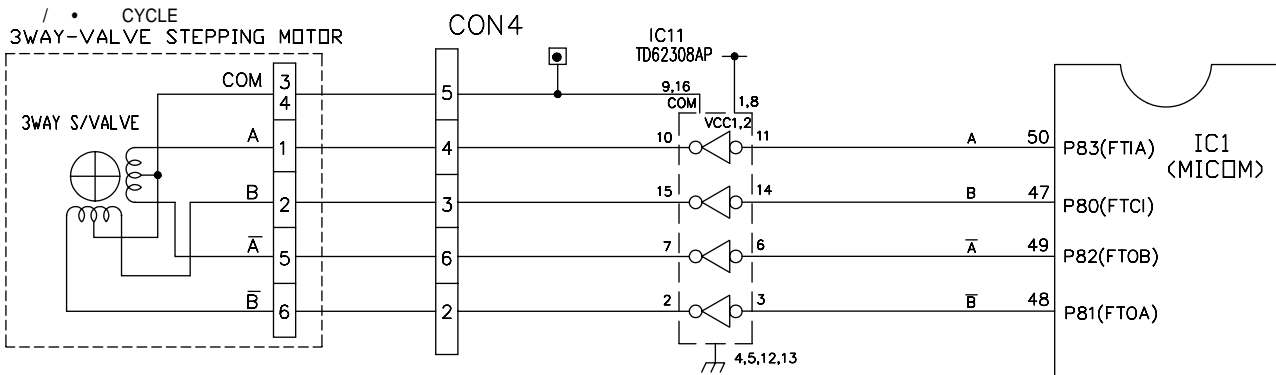 / • CYCLE
3WAY-VALVE STEPPING MOTOR
CON4
IC11
TD62308AP
COM 3 4 5 9,16 COM 1,8
VCC1,2
3WAY S/VALVE
A 1 4 10 11 A 50 P83(FTIA)
IC1
(MICOM)
B 2 3 15 14 B 47 P80(FTCI)
A̅ 5 6 7 6 A̅ 49 P82(FTOB)
B̅ 6 2 2 3 B̅ 48 P81(FTOA)
4,5,12,13